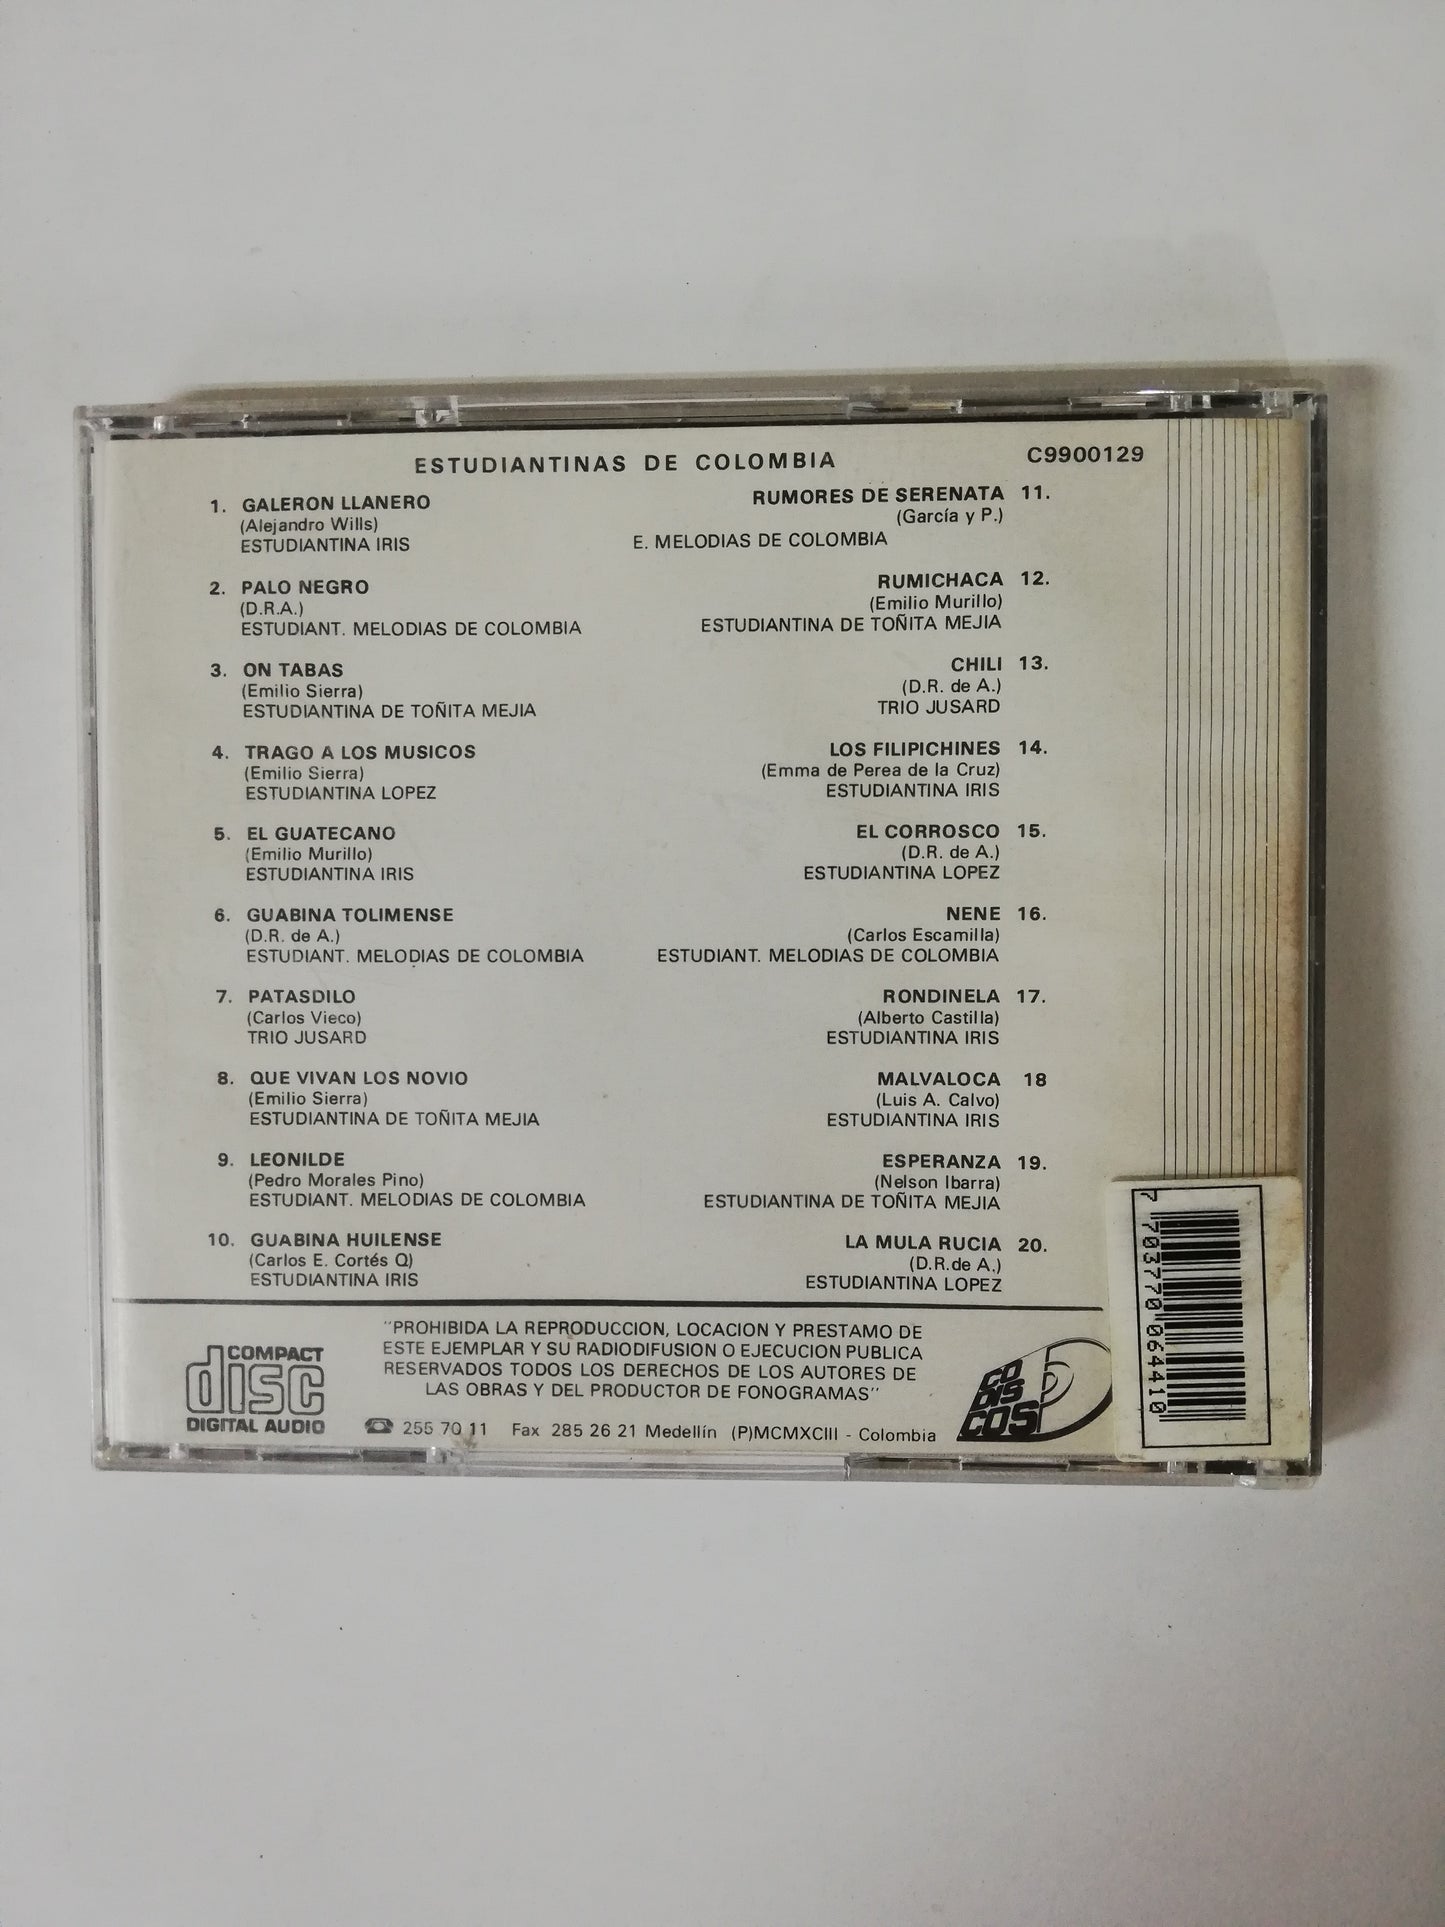 ESTUDIANTINAS DE COLOMBIA
C9900129
1. GALERON LLANERO
(Alejandro Wills)
ESTUDIANTINA IRIS
2. PALO NEGRO
(D.R.A.)
ESTUDIANT. MELODIAS DE COLOMBIA
3. ON TABAS
(Emilio Sierra)
ESTUDIANTINA DE TOÑITA MEJIA
4. TRAGO A LOS MUSICOS
(Emilio Sierra)
ESTUDIANTINA LOPEZ
5. EL GUATECANO
(Emilio Murillo)
ESTUDIANTINA IRIS
6. GUABINA TOLIMENSE
(D.R. de A.)
ESTUDIANT. MELODIAS DE COLOMBIA
7. PATASDILO
(Carlos Vieco)
TRIO JUSARD
8. QUE VIVAN LOS NOVIO
(Emilio Sierra)
ESTUDIANTINA DE TOÑITA MEJIA
9. LEONILDE
(Pedro Morales Pino)
ESTUDIANT. MELODIAS DE COLOMBIA
10. GUABINA HUILENSE
(Carlos E. Cortés Q)
ESTUDIANTINA IRIS
RUMORES DE SERENATA 11.
(García y P.)
E. MELODIAS DE COLOMBIA
RUMICHACA 12.
(Emilio Murillo)
ESTUDIANTINA DE TOÑITA MEJIA
CHILI 13.
(D.R. de A.)
TRIO JUSARD
LOS FILIPICHINES 14.
(Emma de Perea de la Cruz)
ESTUDIANTINA IRIS
EL CORROSCO 15.
(D.R. de A.)
ESTUDIANTINA LOPEZ
NENE 16.
(Carlos Escamilla)
ESTUDIANT. MELODIAS DE COLOMBIA
RONDINELA 17.
(Alberto Castilla)
ESTUDIANTINA IRIS
MALVALOCA 18
(Luis A. Calvo)
ESTUDIANTINA IRIS
ESPERANZA 19.
(Nelson Ibarra)
ESTUDIANTINA DE TOÑITA MEJIA
LA MULA RUCIA 20.
(D.R.de A.)
ESTUDIANTINA LOPEZ
COMPACT
disc
DIGITAL AUDIO
"PROHIBIDA LA REPRODUCCION, LOCACION Y PRESTAMO DE
ESTE EJEMPLAR Y SU RADIODIFUSION O EJECUCION PUBLICA
RESERVADOS TODOS LOS DERECHOS DE LOS AUTORES DE
LAS OBRAS Y DEL PRODUCTOR DE FONOGRAMAS"
☎ 255 70 11 Fax 285 26 21 Medellín (P)MCMXCIII - Colombia
CO
DIS
COS
7 703770 064410